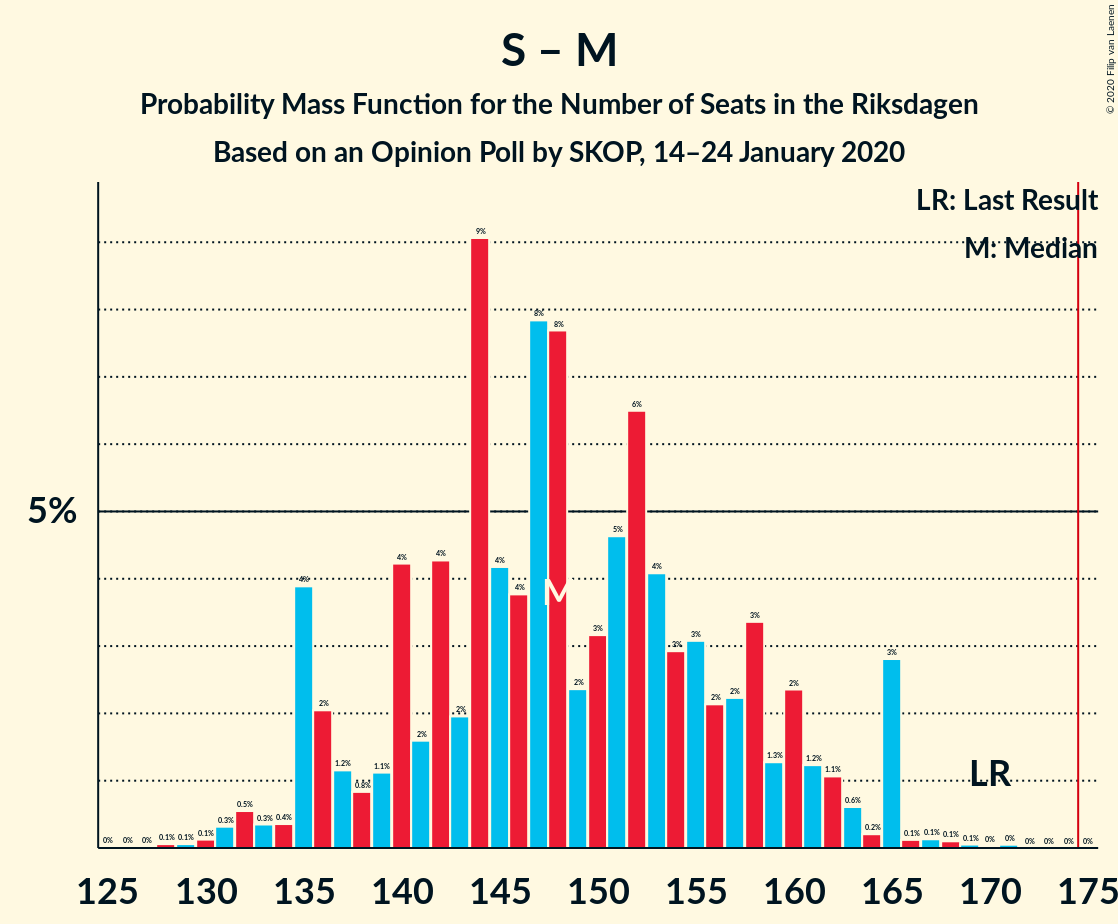 © 2020 Filip van Laenen
S – M
Probability Mass Function for the Number of Seats in the Riksdagen
Based on an Opinion Poll by SKOP, 14–24 January 2020
LR: Last Result
M: Median
5%
0% 0% 0% 0.1% 0.1% 0.1% 0.3% 0.5% 0.3% 0.4% 4% 2% 1.2% 0.8% 1.1% 4% 2% 4% 2% 9% 4% 4% 8% 8% 2% 3% 5% 6% 4% 3% 3% 2% 2% 3% 1.3% 2% 1.2% 1.1% 0.6% 0.2% 3% 0.1% 0.1% 0.1% 0.1% 0% 0% 0% 0% 0% 0%
M
LR
125 130 135 140 145 150 155 160 165 170 175